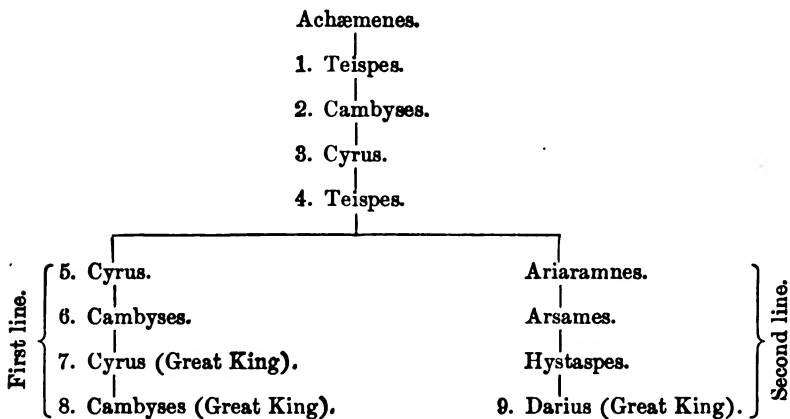 Achæmenes.
1. Teispes.
2. Cambyses.
3. Cyrus.
4. Teispes.
First line.
5. Cyrus.
6. Cambyses.
7. Cyrus (Great King).
8. Cambyses (Great King).
Ariaramnes.
Arsames.
Hystaspes.
9. Darius (Great King).
Second line.